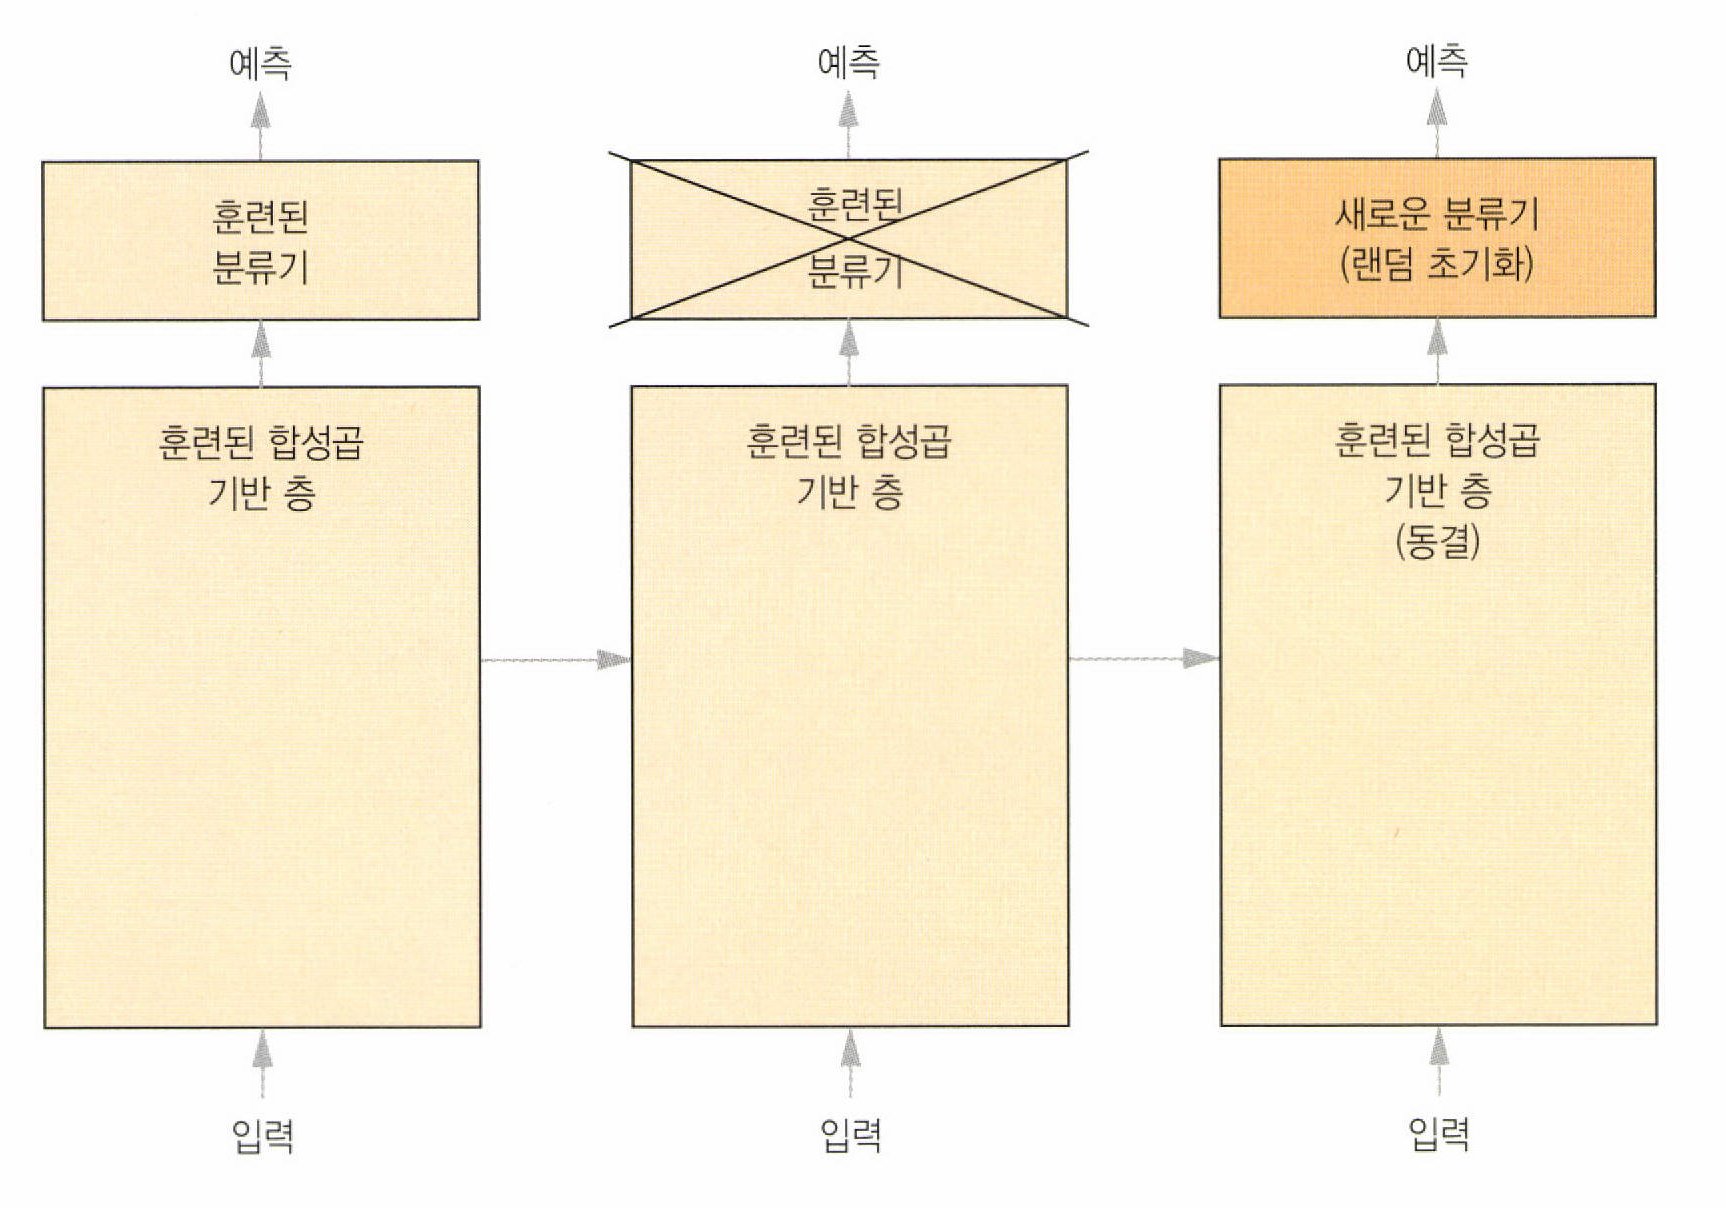 예측
훈련된
분류기
훈련된 합성곱
기반 층
입력
예측
훈련된
분류기
훈련된 합성곱
기반 층
입력
예측
새로운 분류기
(랜덤 초기화)
훈련된 합성곱
기반 층
(동결)
입력